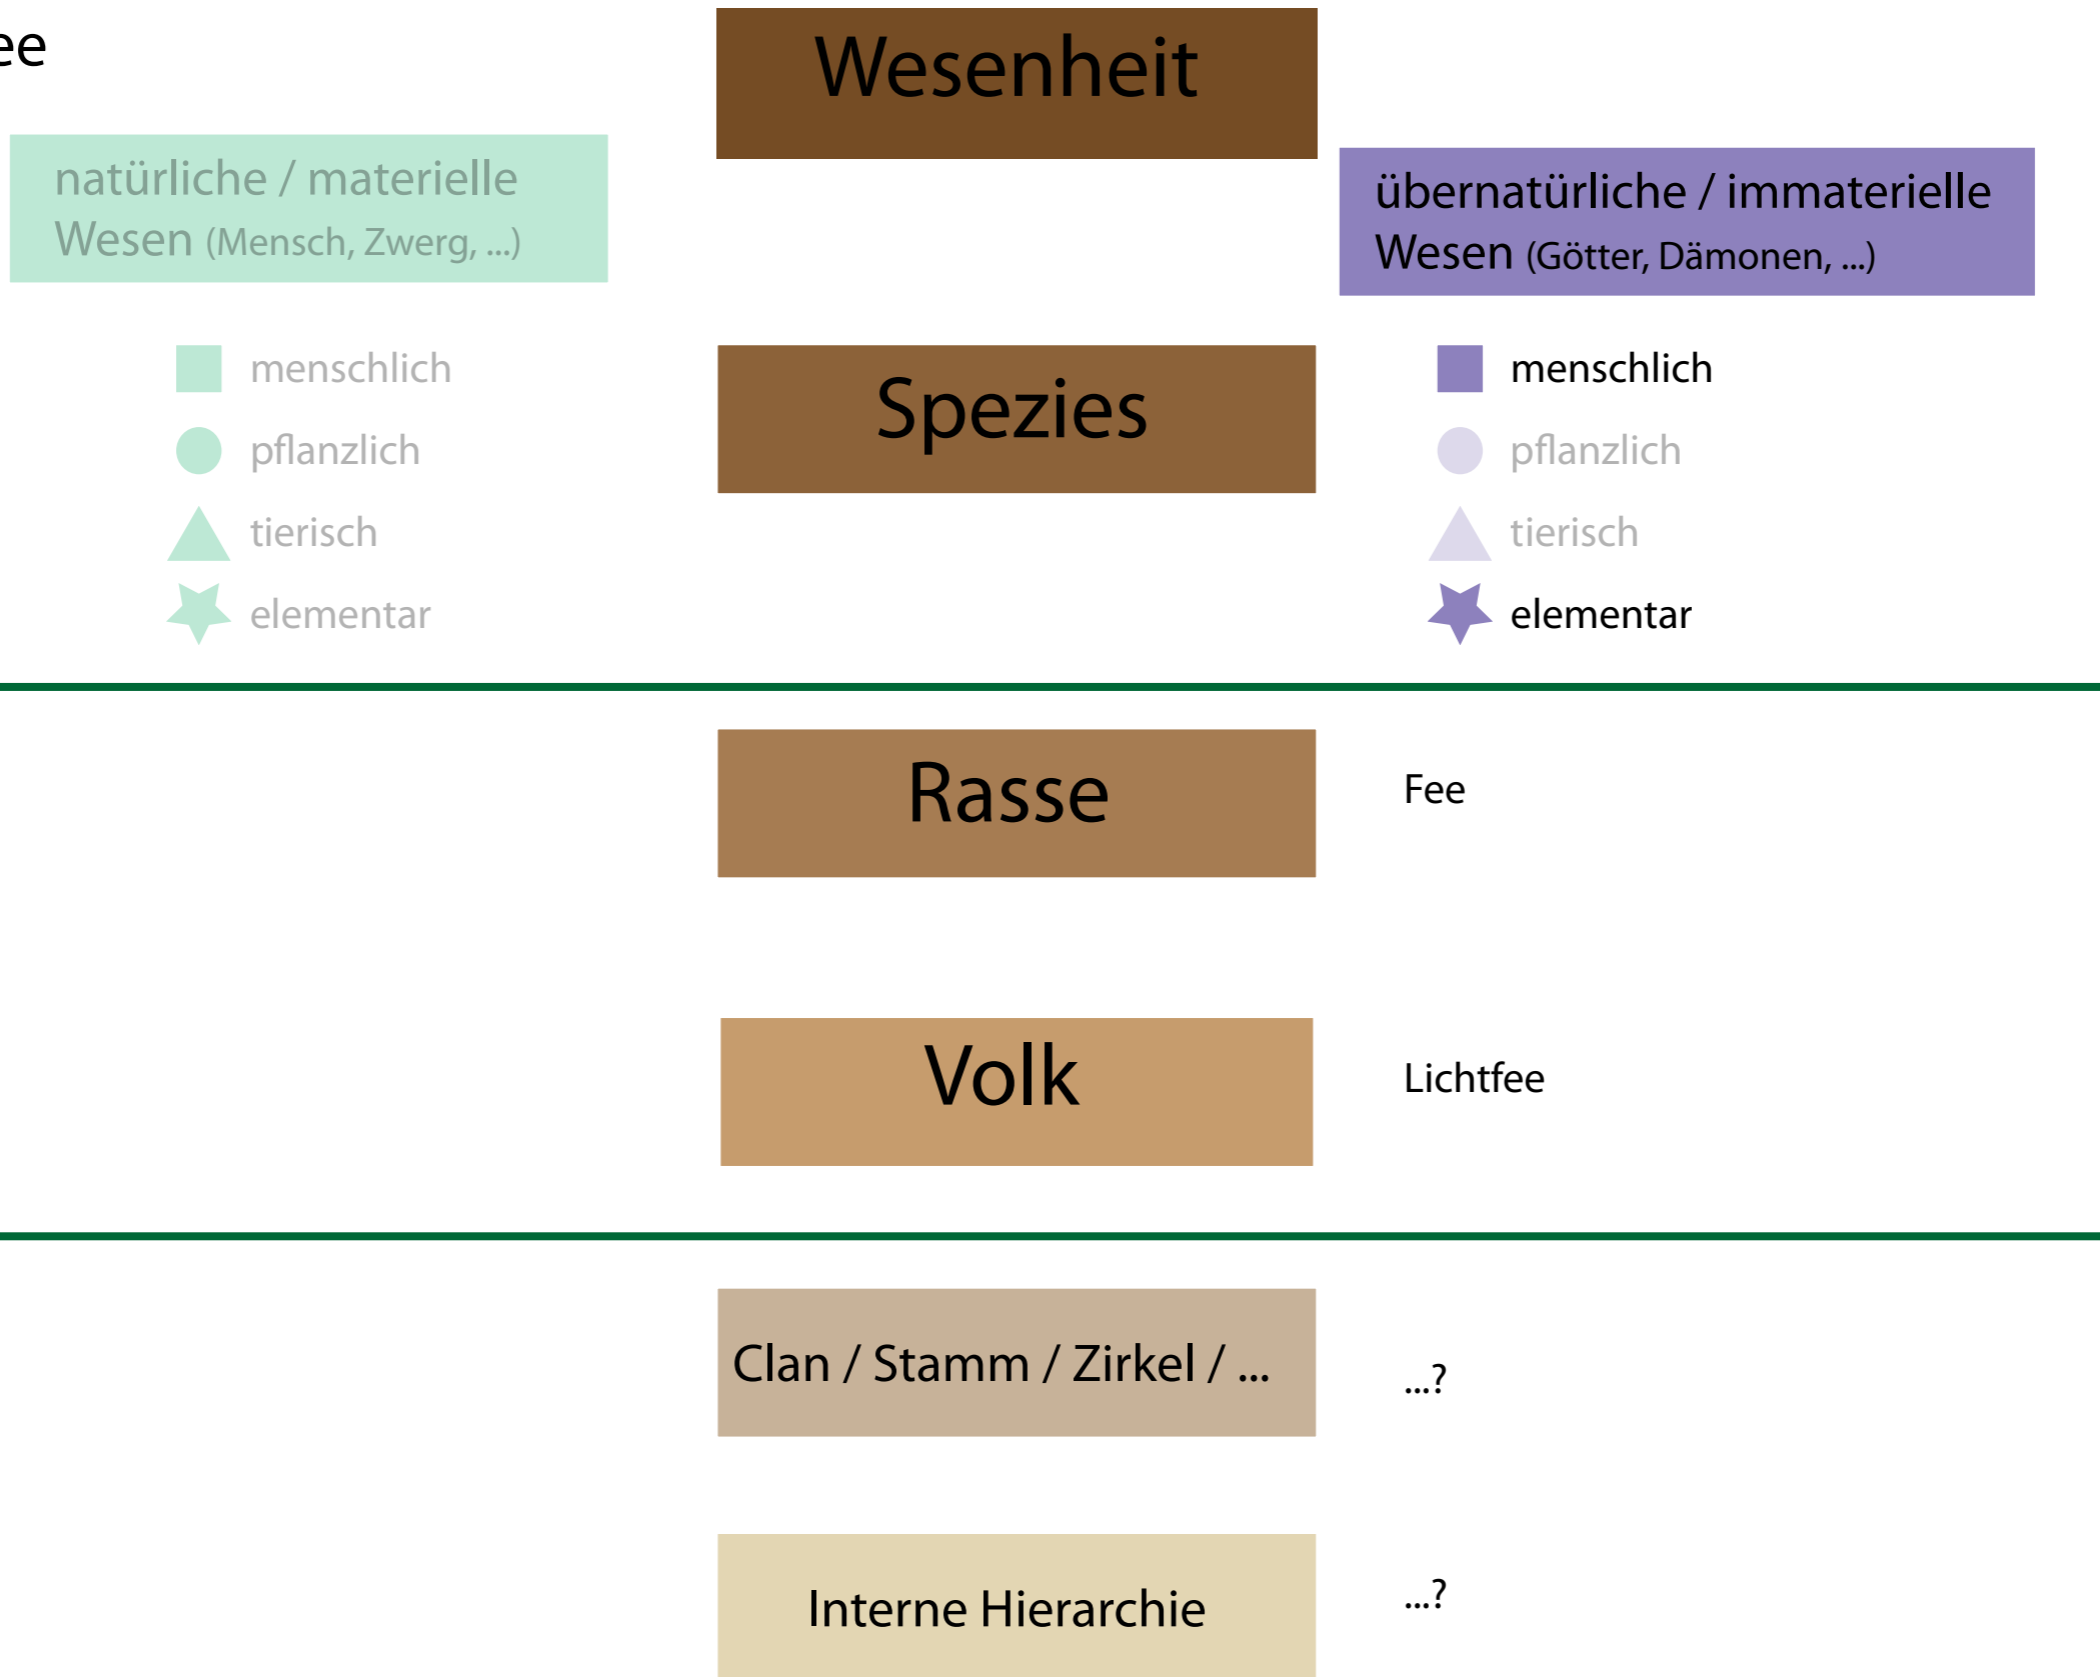 ee
Wesenheit
natürliche / materielle
Wesen (Mensch, Zwerg, ...)
übernatürliche / immaterielle
Wesen (Götter, Dämonen, ...)
menschlich
pflanzlich
tierisch
elementar
Spezies
menschlich
pflanzlich
tierisch
elementar
Rasse
Fee
Volk
Lichtfee
Clan / Stamm / Zirkel / ...
...?
Interne Hierarchie
...?